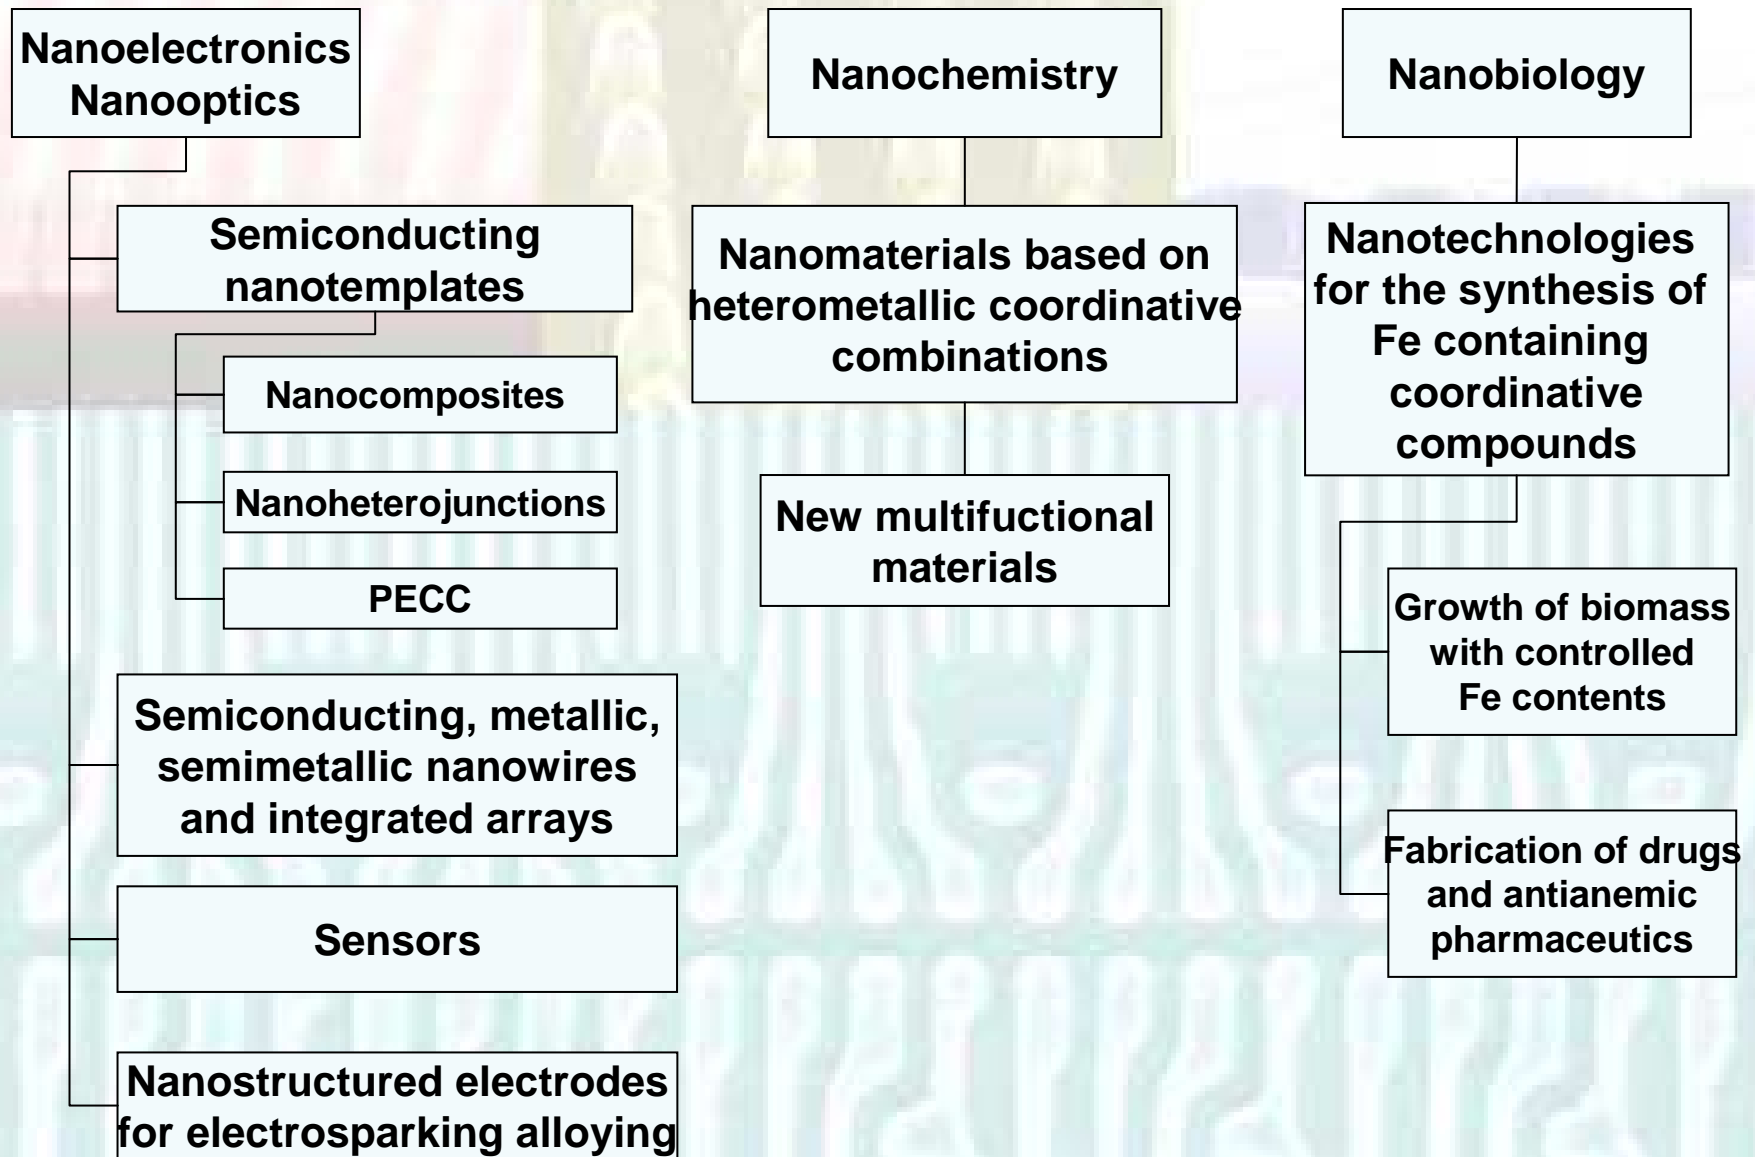 Nanoelectronics
Nanooptics
Semiconducting
nanotemplates
Nanocomposites
Nanoheterojunctions
PECC
Semiconducting, metallic,
semimetallic nanowires
and integrated arrays
Sensors
Nanostructured electrodes
for electrosparking alloying
Nanochemistry
Nanomaterials based on
heterometallic coordinative
combinations
New multifuctional
materials
Nanobiology
Nanotechnologies
for the synthesis of
Fe containing
coordinative
compounds
Growth of biomass
with controlled
Fe contents
Fabrication of drugs
and antianemic
pharmaceutics